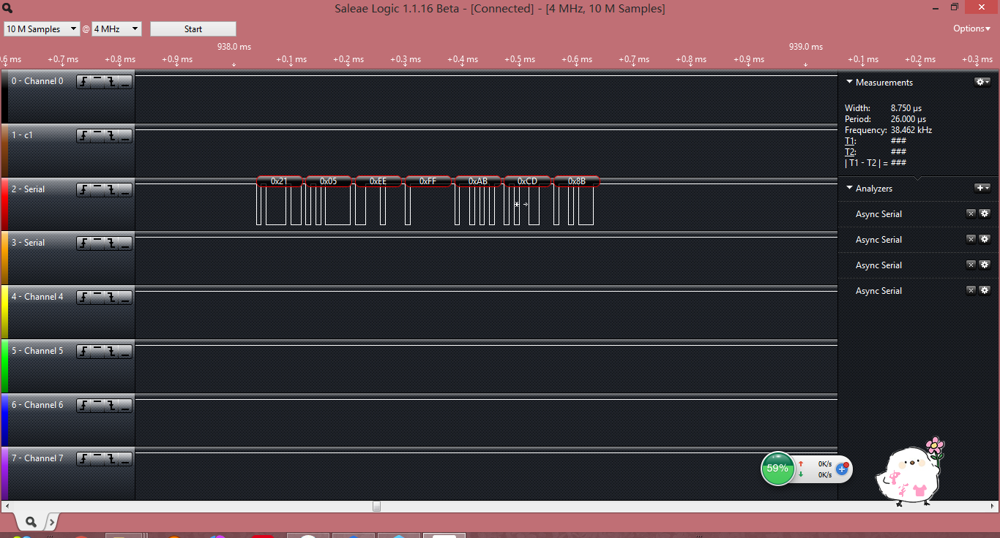 Saleae Logic 1.1.16 Beta - [Connected] - [4 MHz, 10 M Samples]
10 M Samples @ 4 MHz Start Options
938.0 ms 939.0 ms
0.6 ms +0.7 ms +0.8 ms +0.9 ms +0.1 ms +0.2 ms +0.3 ms +0.4 ms +0.5 ms +0.6 ms +0.7 ms +0.8 ms +0.9 ms +0.1 ms +0.2 ms +0.3 ms
0 - Channel 0
1 - c1
2 - Serial
0x21 0x05 0xEE 0xFF 0xAB 0xCD 0x8B
3 - Serial
4 - Channel 4
5 - Channel 5
6 - Channel 6
7 - Channel 7
Measurements
Width: 8.750 µs
Period: 26.000 µs
Frequency: 38.462 kHz
T1: ###
T2: ###
| T1 - T2 | = ###
Analyzers
Async Serial
Async Serial
Async Serial
Async Serial
59%
0K/s
0K/s